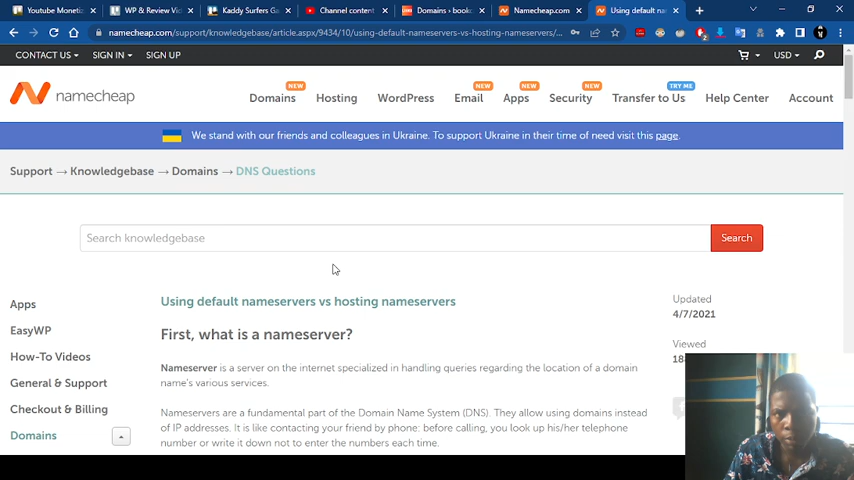 Youtube Moneti
WP & Review Vi
Kaddy Surfers Ga
Channel content
Domains › book
Namecheap.com
Using default na
namecheap.com/support/knowledgebase/article.aspx/9434/10/using-default-nameservers-vs-hosting-nameservers/...
CONTACT US SIGN IN SIGN UP USD
NEW NEW NEW NEW TRY ME
namecheap Domains Hosting WordPress Email Apps Security Transfer to Us Help Center Account
We stand with our friends and colleagues in Ukraine. To support Ukraine in their time of need visit this page.
Support → Knowledgebase → Domains → DNS Questions
Search knowledgebase Search
Apps
EasyWP
How-To Videos
General & Support
Checkout & Billing
Domains
Using default nameservers vs hosting nameservers
First, what is a nameserver?
Nameserver is a server on the internet specialized in handling queries regarding the location of a domain
name's various services.
Nameservers are a fundamental part of the Domain Name System (DNS). They allow using domains instead
of IP addresses. It is like contacting your friend by phone: before calling, you look up his/her telephone
number or write it down not to enter the numbers each time.
Updated
4/7/2021
Viewed